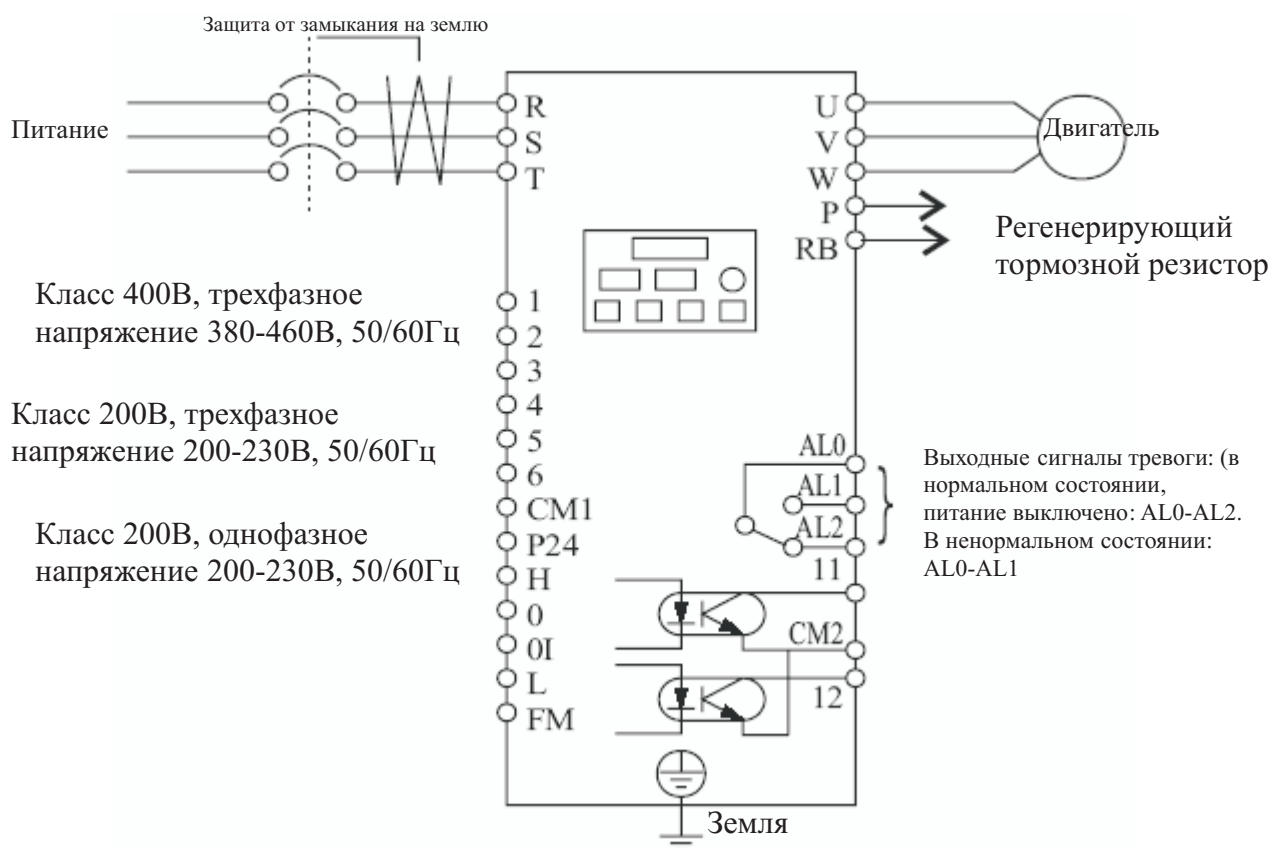 Защита от замыкания на землю
Питание
R
S
T
U
V
W
P
RB
Двигатель
Регенерирующий
тормозной резистор
Класс 400В, трехфазное
напряжение 380-460В, 50/60Гц
Класс 200В, трехфазное
напряжение 200-230В, 50/60Гц
Класс 200В, однофазное
напряжение 200-230В, 50/60Гц
1
2
3
4
5
6
CM1
P24
H
0
0I
L
FM
AL0
AL1
AL2
11
CM2
12
Выходные сигналы тревоги: (в
нормальном состоянии,
питание выключено: AL0-AL2.
В ненормальном состоянии:
AL0-AL1
Земля